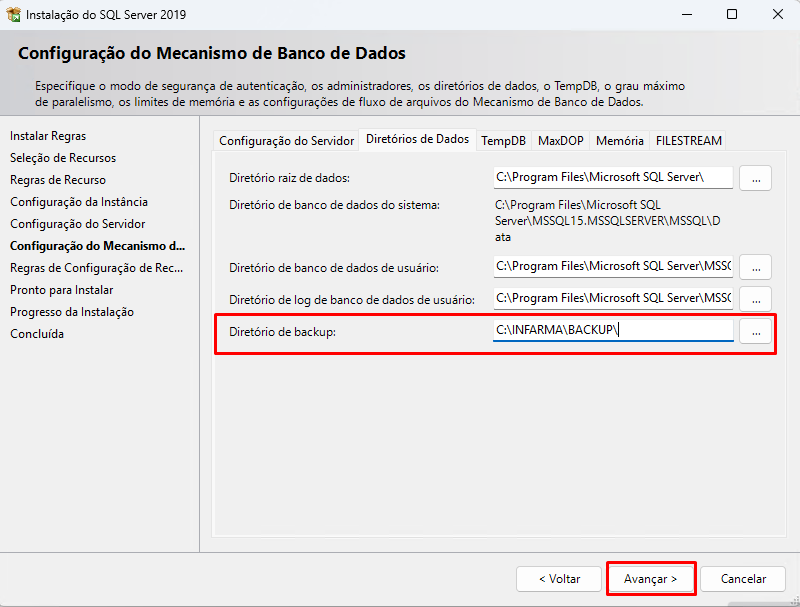 Instalação do SQL Server 2019
Configuração do Mecanismo de Banco de Dados
Especifique o modo de segurança de autenticação, os administradores, os diretórios de dados, o TempDB, o grau máximo
de paralelismo, os limites de memória e as configurações de fluxo de arquivos do Mecanismo de Banco de Dados.
Instalar Regras
Seleção de Recursos
Regras de Recurso
Configuração da Instância
Configuração do Servidor
Configuração do Mecanismo d...
Regras de Configuração de Rec...
Pronto para Instalar
Progresso da Instalação
Concluída
Configuração do Servidor Diretórios de Dados TempDB MaxDOP Memória FILESTREAM
Diretório raiz de dados: C:\Program Files\Microsoft SQL Server\ ...
Diretório de banco de dados do sistema: C:\Program Files\Microsoft SQL
Server\MSSQL15.MSSQLSERVER\MSSQL\D
ata
Diretório de banco de dados de usuário: C:\Program Files\Microsoft SQL Server\MSSQ ...
Diretório de log de banco de dados de usuário: C:\Program Files\Microsoft SQL Server\MSSQ ...
Diretório de backup: C:\INFARMA\BACKUP\ ...
< Voltar Avançar > Cancelar